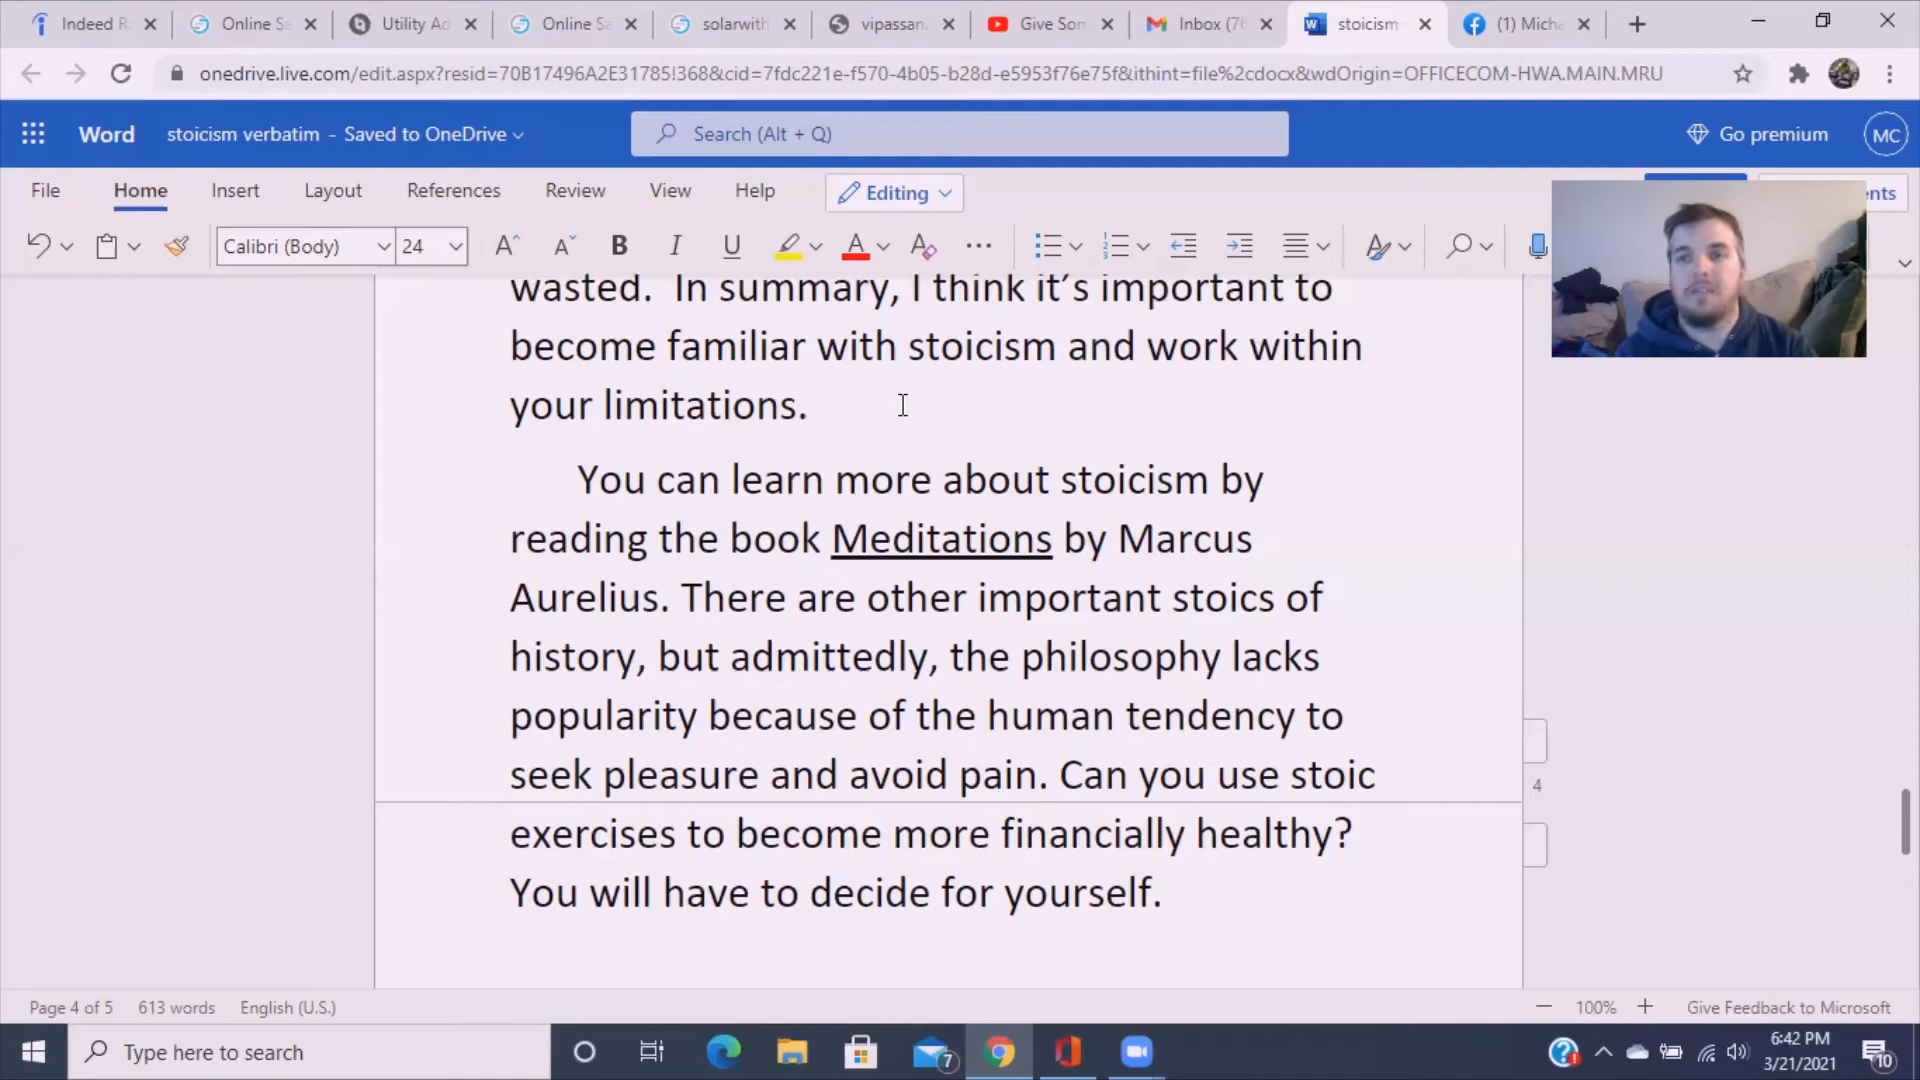 Indeed R
Online Sa
Utility Ad
Online Sa
solarwith
vipassan
Give Som
Inbox (76
stoicism
(1) Micha
onedrive.live.com/edit.aspx?resid=70B17496A2E31785!368&cid=7fdc221e-f570-4b05-b28d-e5953f76e75f&ithint=file%2cdocx&wdOrigin=OFFICECOM-HWA.MAIN.MRU
Word stoicism verbatim - Saved to OneDrive
Search (Alt + Q)
Go premium
MC
File Home Insert Layout References Review View Help Editing
nts
Calibri (Body) 24
wasted. In summary, I think it’s important to
become familiar with stoicism and work within
your limitations.
You can learn more about stoicism by
reading the book Meditations by Marcus
Aurelius. There are other important stoics of
history, but admittedly, the philosophy lacks
popularity because of the human tendency to
seek pleasure and avoid pain. Can you use stoic
exercises to become more financially healthy?
You will have to decide for yourself.
4
Page 4 of 5 613 words English (U.S.)
100% Give Feedback to Microsoft
Type here to search
7
6:42 PM
3/21/2021
10